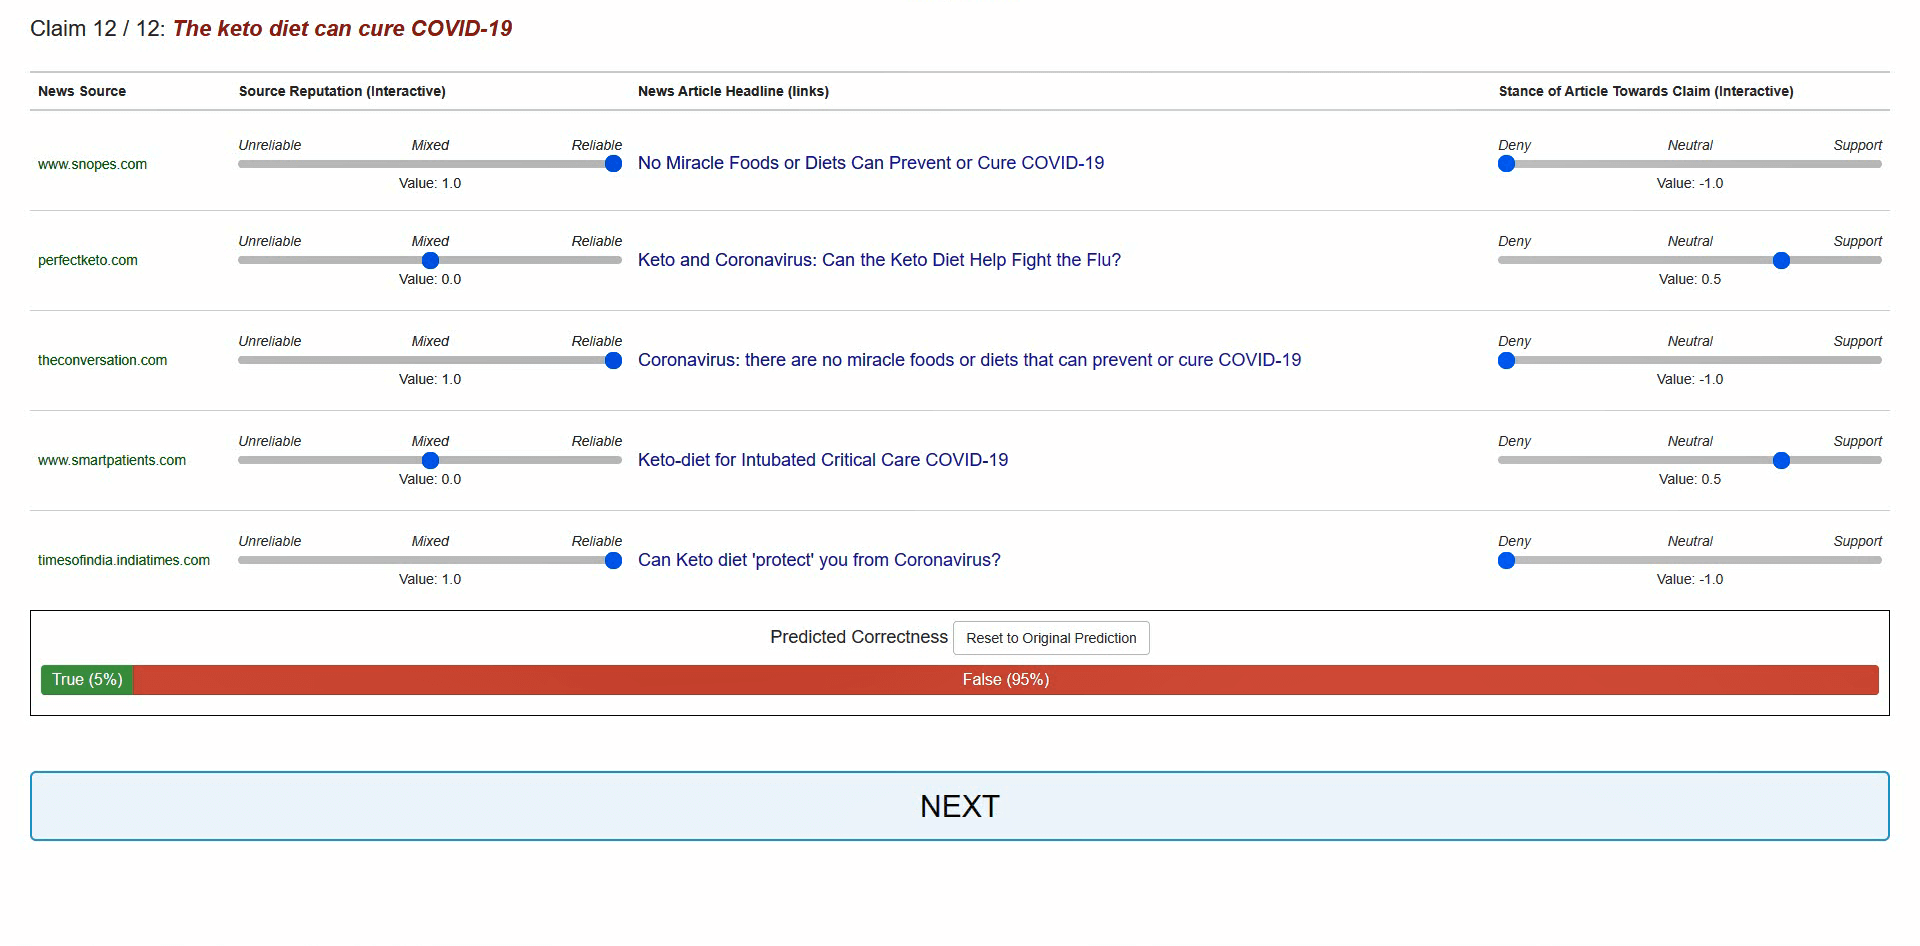 Claim 12 / 12: The keto diet can cure COVID-19
News Source Source Reputation (Interactive) News Article Headline (links) Stance of Article Towards Claim (Interactive)
Unreliable Mixed Reliable Deny Neutral Support
www.snopes.com No Miracle Foods or Diets Can Prevent or Cure COVID-19
Value: 1.0 Value: -1.0
Unreliable Mixed Reliable Deny Neutral Support
perfectketo.com Keto and Coronavirus: Can the Keto Diet Help Fight the Flu?
Value: 0.0 Value: 0.5
Unreliable Mixed Reliable Deny Neutral Support
theconversation.com Coronavirus: there are no miracle foods or diets that can prevent or cure COVID-19
Value: 1.0 Value: -1.0
Unreliable Mixed Reliable Deny Neutral Support
www.smartpatients.com Keto-diet for Intubated Critical Care COVID-19
Value: 0.0 Value: 0.5
Unreliable Mixed Reliable Deny Neutral Support
timesofindia.indiatimes.com Can Keto diet 'protect' you from Coronavirus?
Value: 1.0 Value: -1.0
Predicted Correctness Reset to Original Prediction
True (5%) False (95%)
NEXT